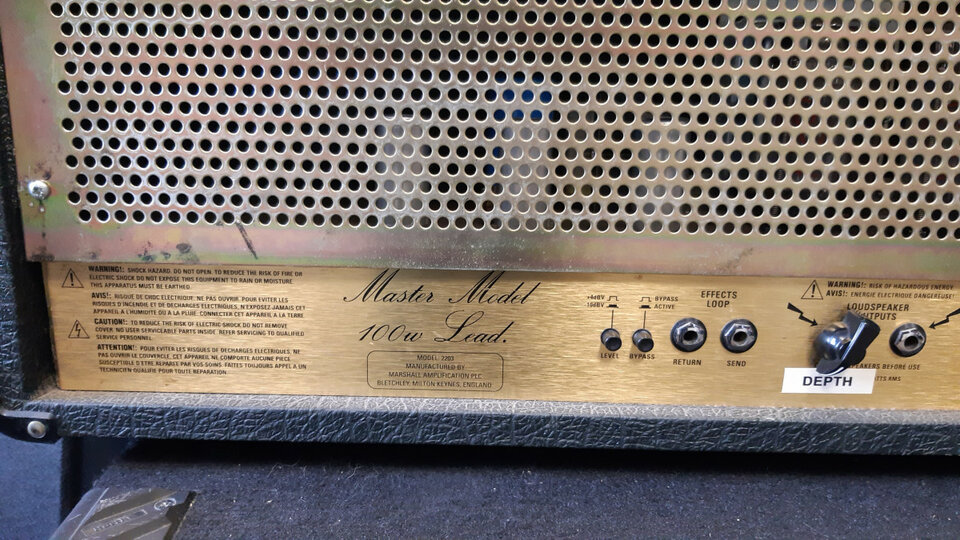 WARNING!: SHOCK HAZARD. DO NOT OPEN. TO REDUCE THE RISK OF FIRE OR
ELECTRIC SHOCK DO NOT EXPOSE THIS EQUIPMENT TO RAIN OR MOISTURE
THIS APPARATUS MUST BE EARTHED.
AVIS!: RISQUE DE CHOC ELECTRIQUE. NE PAS OUVRIR. POUR EVITER LES
RISQUES D'INCENDIE ET DE DECHARGES ELECTRIQUES, N'EXPOSEZ JAMAIS CET
APPAREIL A L'HUMIDITE OU A LA PLUIE. CONNECTER CET APPAREIL A LA TERRE
CAUTION!: TO REDUCE THE RISK OF ELECTRIC SHOCK DO NOT REMOVE
COVER. NO USER SERVICEABLE PARTS INSIDE. REFER SERVICING TO QUALIFIED
SERVICE PERSONNEL.
ATTENTION!: POUR EVITER LES RISQUES DE DECHARGES ELECTRIQUES, NE
PAS OUVRIR LE COUVERCLE, CET APPAREIL NE COMPORTE AUCUNE PIECE
SUSCEPTIBLE D'ETRE REPARE PAR VOS SOINS. FAITES TOUJOURS APPEL A UN
TECHNICIEN QUALIFIE POUR TOUTE REPARATION.
Master Model
100w Lead.
MODEL 2203
MANUFACTURED BY
MARSHALL AMPLIFICATION PLC
BLETCHLEY, MILTON KEYNES, ENGLAND
+4dBV
-10dBV
LEVEL
BYPASS
ACTIVE
BYPASS
EFFECTS
LOOP
RETURN
SEND
WARNING!: RISK OF HAZARDOUS ENERGY
AVIS!: ENERGIE ELECTRIQUE DANGEREUSE!
LOUDSPEAKER
OUTPUTS
BEFORE USE
RMS
DEPTH